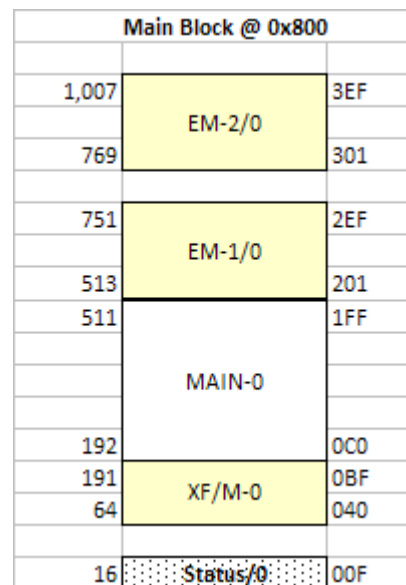 Main Block @ 0x800
1,007 3EF
EM-2/0
769 301
751 2EF
EM-1/0
513 201
511 1FF
MAIN-0
192 0C0
191 0BF
XF/M-0
64 040
16 Status/0 00F